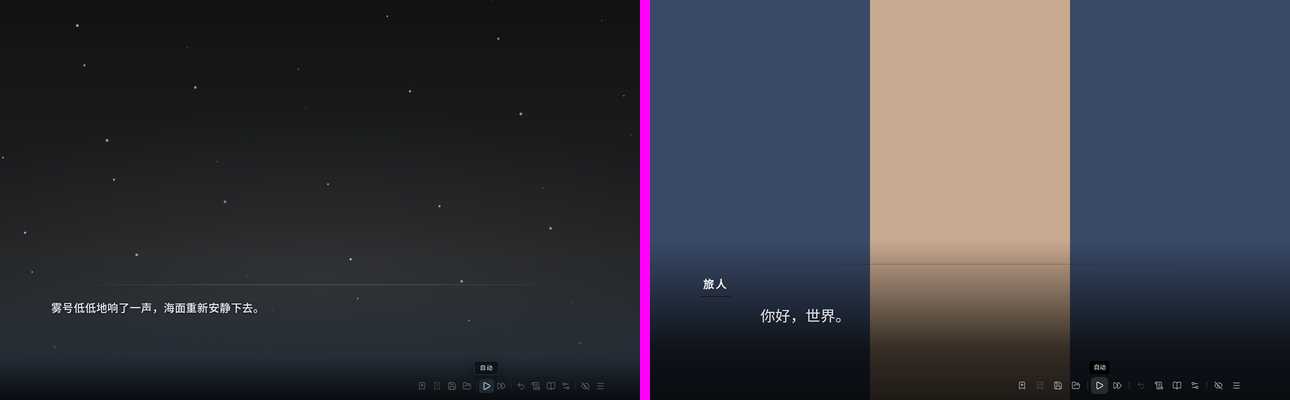 雾号低低地响了一声，海面重新安静下去。
自动
旅人
你好，世界。
自动